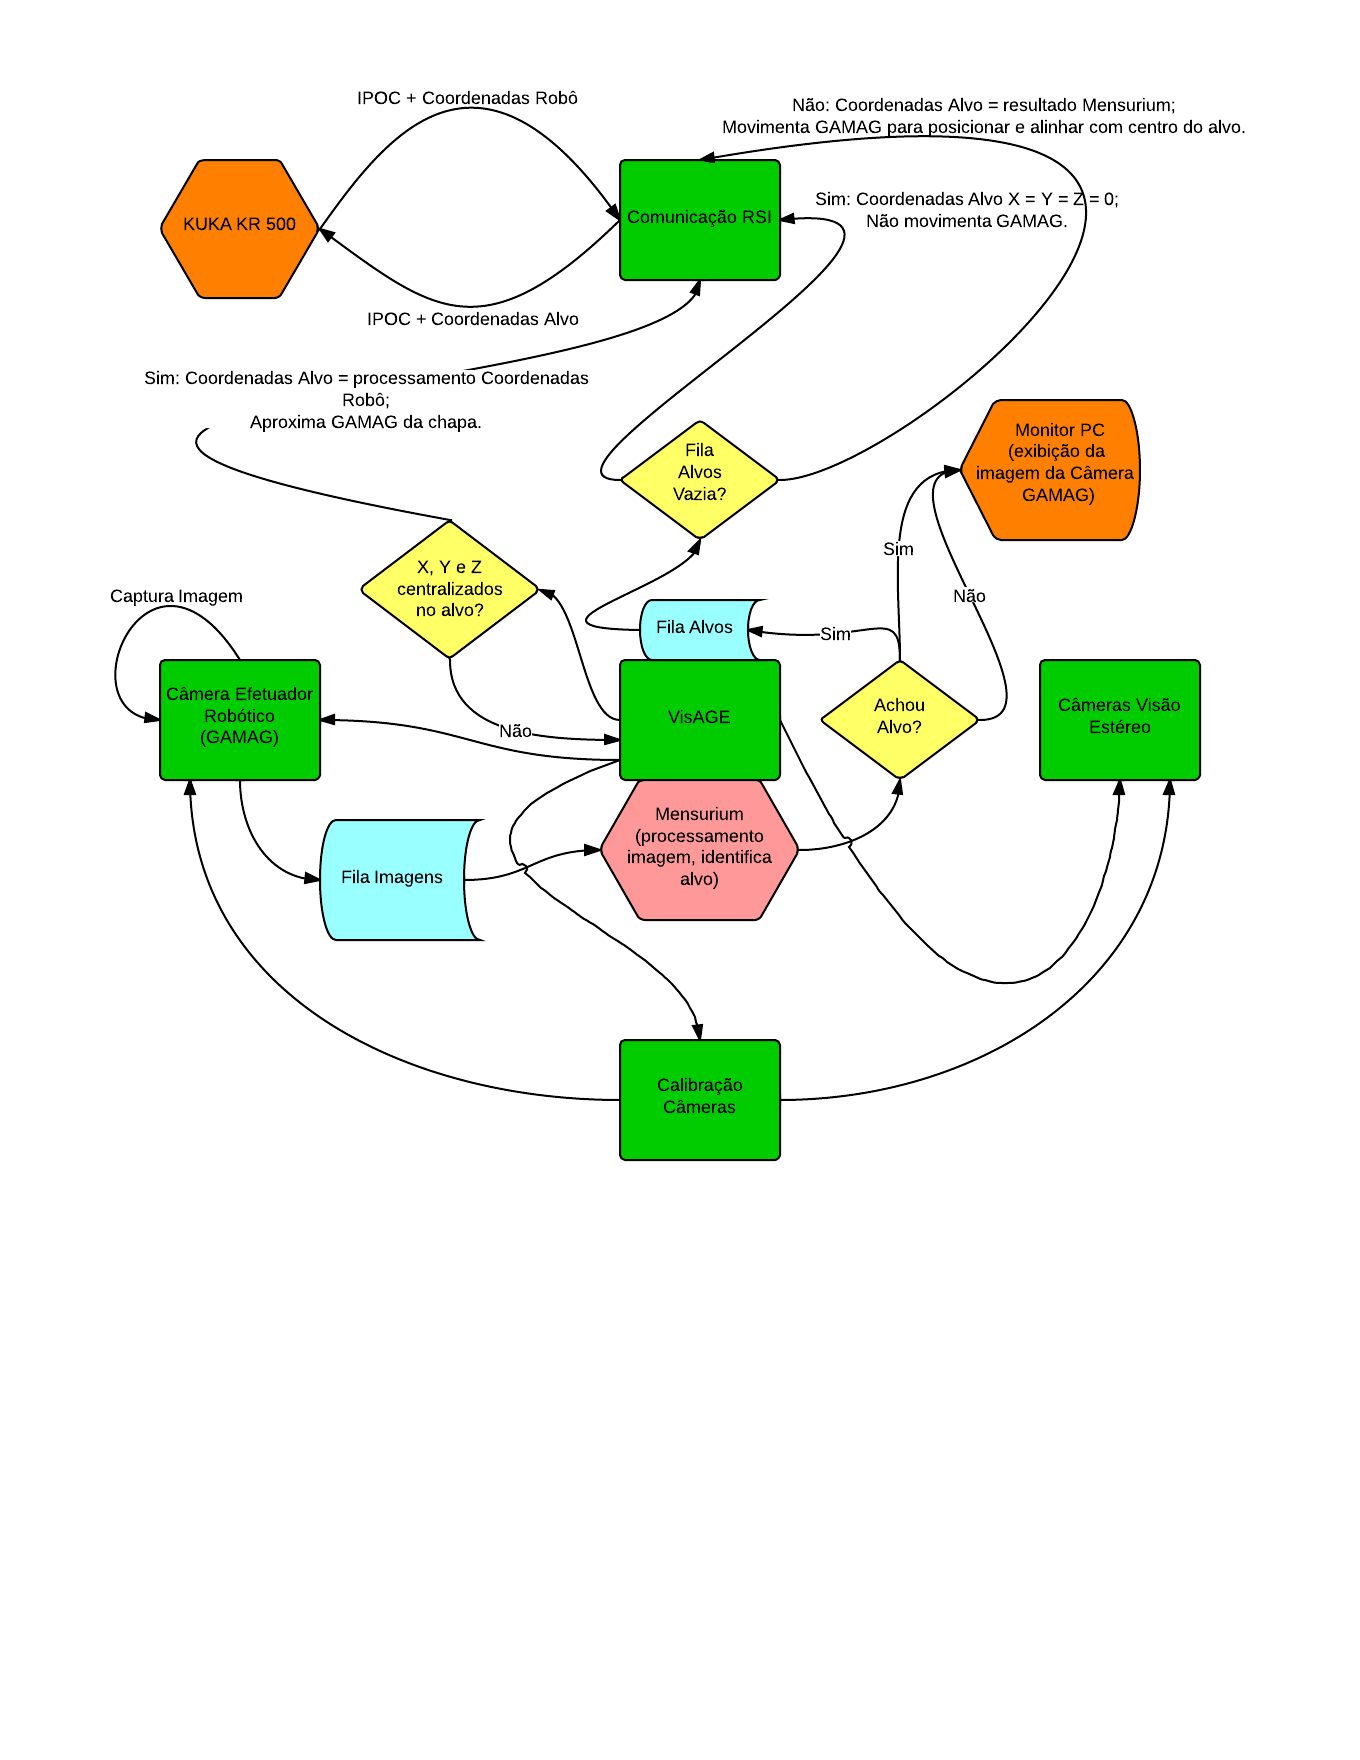 IPOC + Coordenadas Robô
Não: Coordenadas Alvo = resultado Mensurium;
Movimenta GAMAG para posicionar e alinhar com centro do alvo.
KUKA KR 500
Comunicação RSI
Sim: Coordenadas Alvo X = Y = Z = 0;
Não movimenta GAMAG.
IPOC + Coordenadas Alvo
Sim: Coordenadas Alvo = processamento Coordenadas
Robô;
Aproxima GAMAG da chapa.
Fila
Alvos
Vazia?
Monitor PC
(exibição da
imagem da Câmera
GAMAG)
Sim
Não
X, Y e Z
centralizados
no alvo?
Captura Imagem
Fila Alvos
Sim
Câmera Efetuador
Robótico
(GAMAG)
Não
VisAGE
Achou
Alvo?
Câmeras Visão
Estéreo
Mensurium
(processamento
imagem, identifica
alvo)
Fila Imagens
Calibração
Câmeras